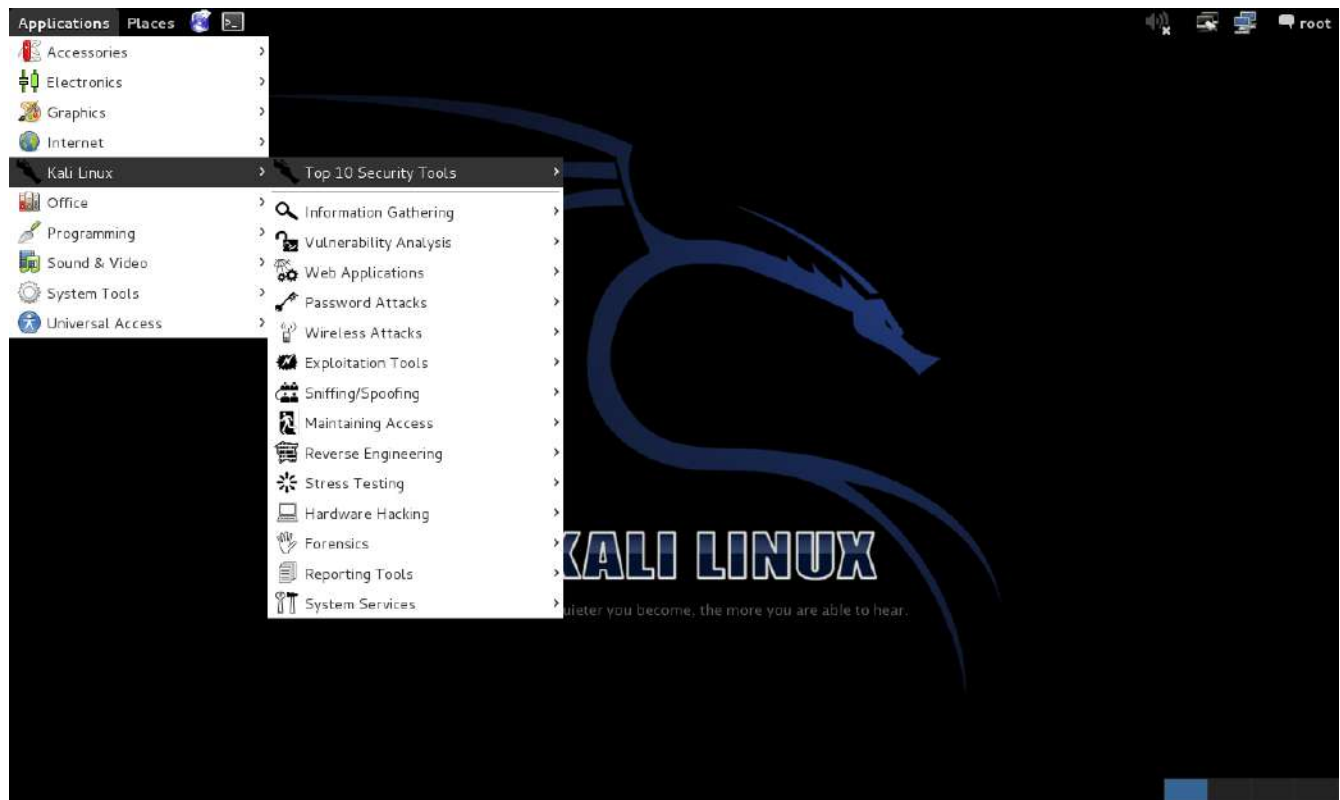 Applications Places root
Accessories
Electronics
Graphics
Internet
Kali Linux
Office
Programming
Sound & Video
System Tools
Universal Access
Top 10 Security Tools
Information Gathering
Vulnerability Analysis
Web Applications
Password Attacks
Wireless Attacks
Exploitation Tools
Sniffing/Spoofing
Maintaining Access
Reverse Engineering
Stress Testing
Hardware Hacking
Forensics
Reporting Tools
System Services
KALI LINUX
uieter you become, the more you are able to hear.